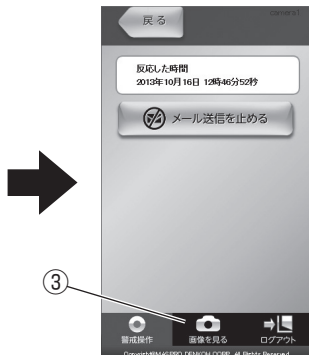 戻る
camera1
反応した時間
2013年10月16日 12時46分52秒
メール送信を止める
③
警戒操作
画像を見る
ログアウト
Copyright©MASPRO DENKOH CORP. All Rights Reserved.